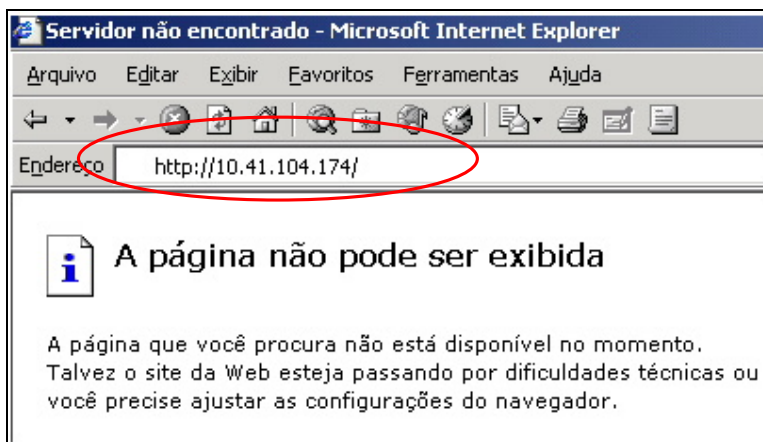 Servidor não encontrado - Microsoft Internet Explorer
Arquivo Editar Exibir Favoritos Ferramentas Ajuda
Endereço http://10.41.104.174/
A página não pode ser exibida
A página que você procura não está disponível no momento.
Talvez o site da Web esteja passando por dificuldades técnicas ou
você precise ajustar as configurações do navegador.